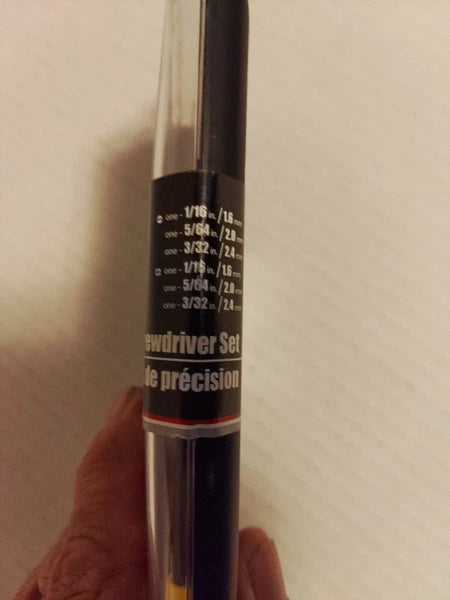 one - 1/16 in. / 1.6 mm
one - 5/64 in. / 2.0 mm
one - 3/32 in. / 2.4 mm
one - 1/16 in. / 1.6 mm
one - 5/64 in. / 2.0 mm
one - 3/32 in. / 2.4 mm
ewdriver Set
de précision